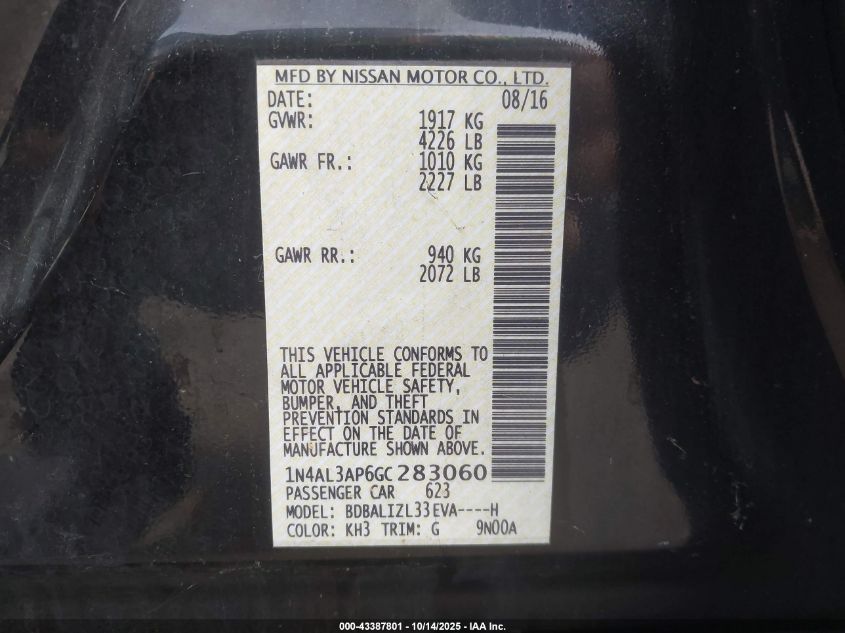 MFD BY NISSAN MOTOR CO., LTD.
DATE: 08/16
GVWR: 1917 KG
4226 LB
GAWR FR.: 1010 KG
2227 LB
GAWR RR.: 940 KG
2072 LB
THIS VEHICLE CONFORMS TO
ALL APPLICABLE FEDERAL
MOTOR VEHICLE SAFETY,
BUMPER, AND THEFT
PREVENTION STANDARDS IN
EFFECT ON THE DATE OF
MANUFACTURE SHOWN ABOVE.
1N4AL3AP6GC283060
PASSENGER CAR 623
MODEL: BDBALIZL33EVA----H
COLOR: KH3 TRIM: G 9N00A
000-43387801 - 10/14/2025 - IAA Inc.